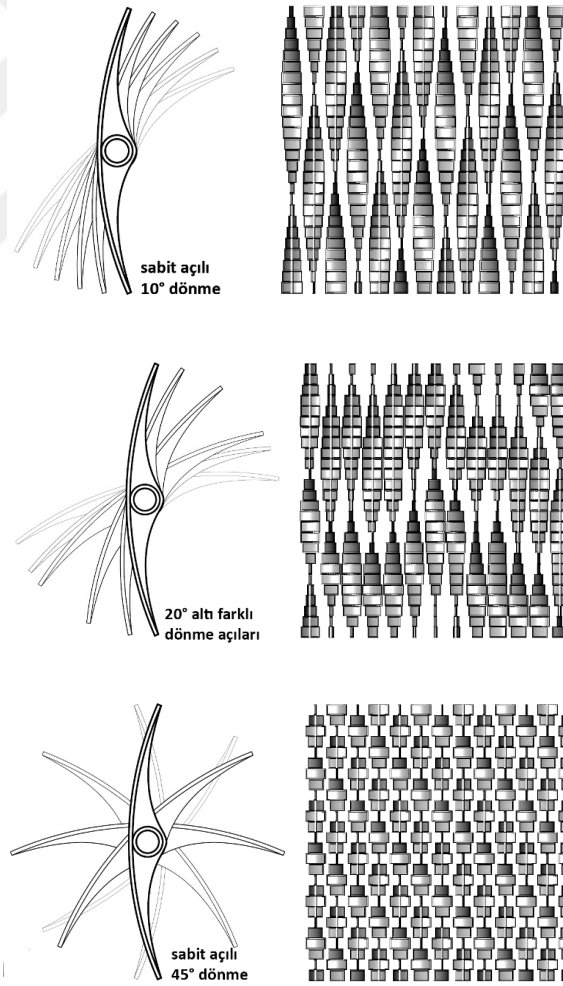 sabit açılı
10° dönme
20° altı farklı
dönme açıları
sabit açılı
45° dönme